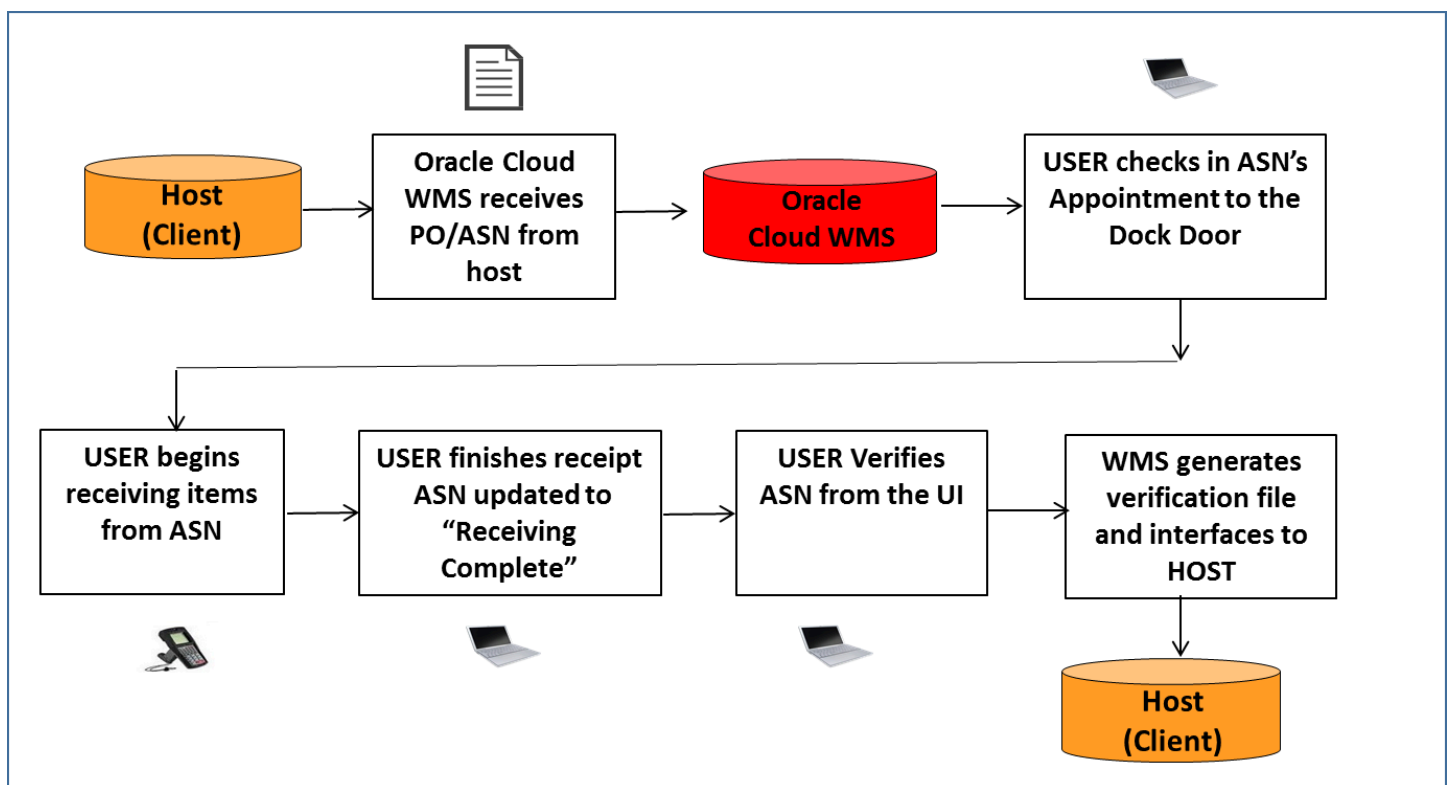 Host
(Client)
Oracle Cloud
WMS receives
PO/ASN from
host
Oracle
Cloud WMS
USER checks in ASN’s
Appointment to the
Dock Door
USER begins
receiving items
from ASN
USER finishes receipt
ASN updated to
“Receiving
Complete”
USER Verifies
ASN from the UI
WMS generates
verification file
and interfaces to
HOST
Host
(Client)